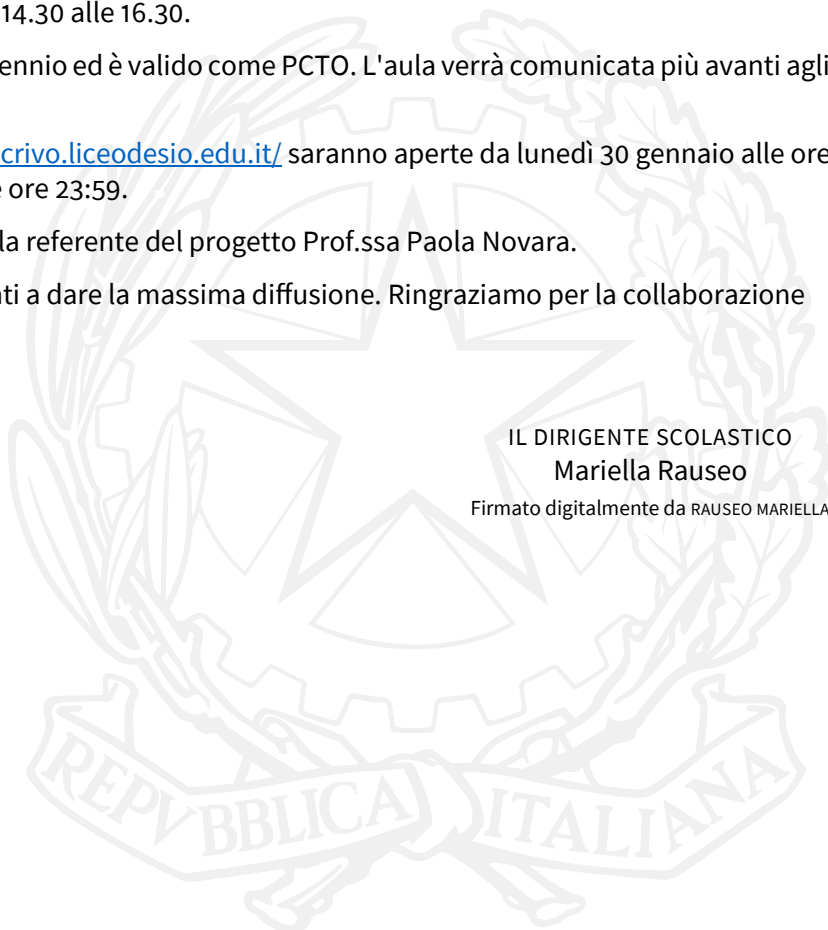 14.30 alle 16.30.
ennio ed è valido come PCTO. L'aula verrà comunicata più avanti agli
crivo.liceodesio.edu.it/ saranno aperte da lunedì 30 gennaio alle ore
ore 23:59.
la referente del progetto Prof.ssa Paola Novara.
ti a dare la massima diffusione. Ringraziamo per la collaborazione
IL DIRIGENTE SCOLASTICO
Mariella Rauseo
Firmato digitalmente da RAUSEO MARIELLA
REPVBBLICA ITALIANA